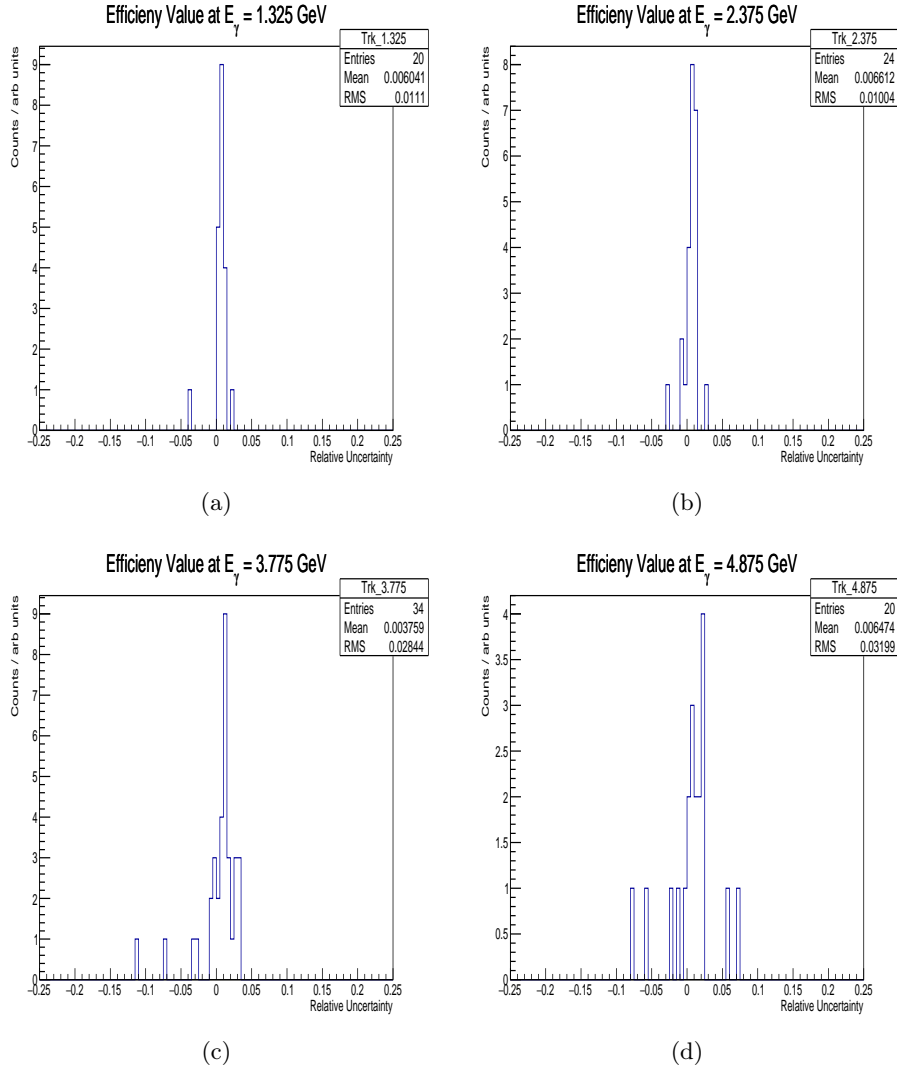 Efficieny Value at Eγ = 1.325 GeV
Trk_1.325
Entries 20
Mean 0.006041
RMS 0.0111
Counts / arb units
9
8
7
6
5
4
3
2
1
0
−0.25 −0.2 −0.15 −0.1 −0.05 0 0.05 0.1 0.15 0.2 0.25
Relative Uncertainty
(a)
Efficieny Value at Eγ = 2.375 GeV
Trk_2.375
Entries 24
Mean 0.006612
RMS 0.01004
Counts / arb units
8
7
6
5
4
3
2
1
0
−0.25 −0.2 −0.15 −0.1 −0.05 0 0.05 0.1 0.15 0.2 0.25
Relative Uncertainty
(b)
Efficieny Value at Eγ = 3.775 GeV
Trk_3.775
Entries 34
Mean 0.003759
RMS 0.02844
Counts / arb units
9
8
7
6
5
4
3
2
1
0
−0.25 −0.2 −0.15 −0.1 −0.05 0 0.05 0.1 0.15 0.2 0.25
Relative Uncertainty
(c)
Efficieny Value at Eγ = 4.875 GeV
Trk_4.875
Entries 20
Mean 0.006474
RMS 0.03199
Counts / arb units
4
3.5
3
2.5
2
1.5
1
0.5
0
−0.25 −0.2 −0.15 −0.1 −0.05 0 0.05 0.1 0.15 0.2 0.25
Relative Uncertainty
(d)